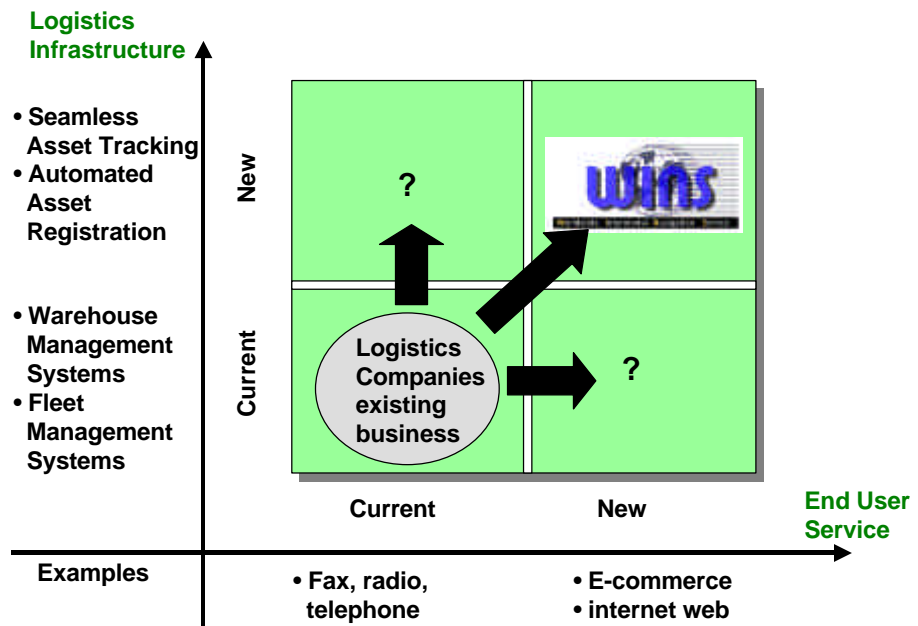 Logistics
Infrastructure
• Seamless
Asset Tracking
• Automated
Asset
Registration
• Warehouse
Management
Systems
• Fleet
Management
Systems
New
Current
?
wins
Logistics
Companies
existing
business
?
Current
New
End User
Service
Examples
• Fax, radio,
telephone
• E-commerce
• internet web